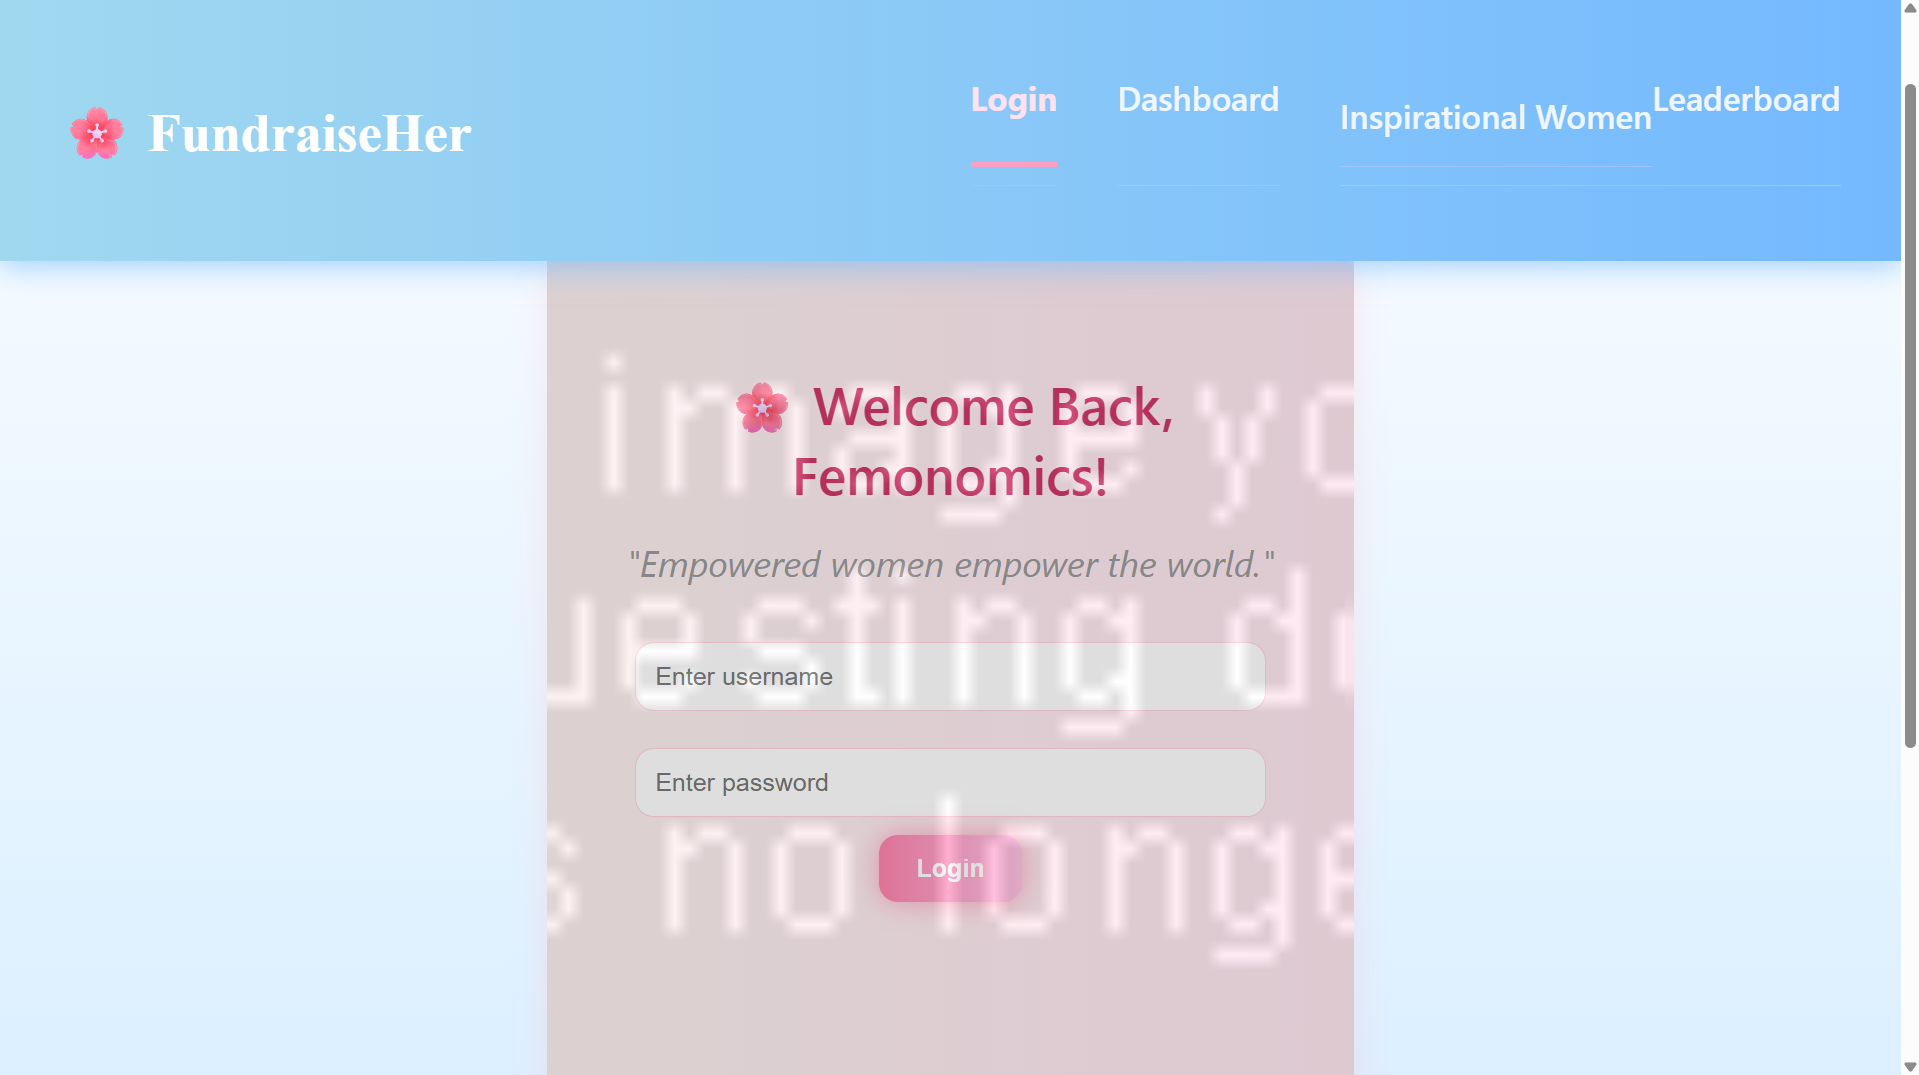 FundraiseHer
Login
Dashboard
Inspirational Women
Leaderboard
image yo
Welcome Back,
Femonomics!
"Empowered women empower the world."
uesting de
Enter username
Enter password
s no longe
Login